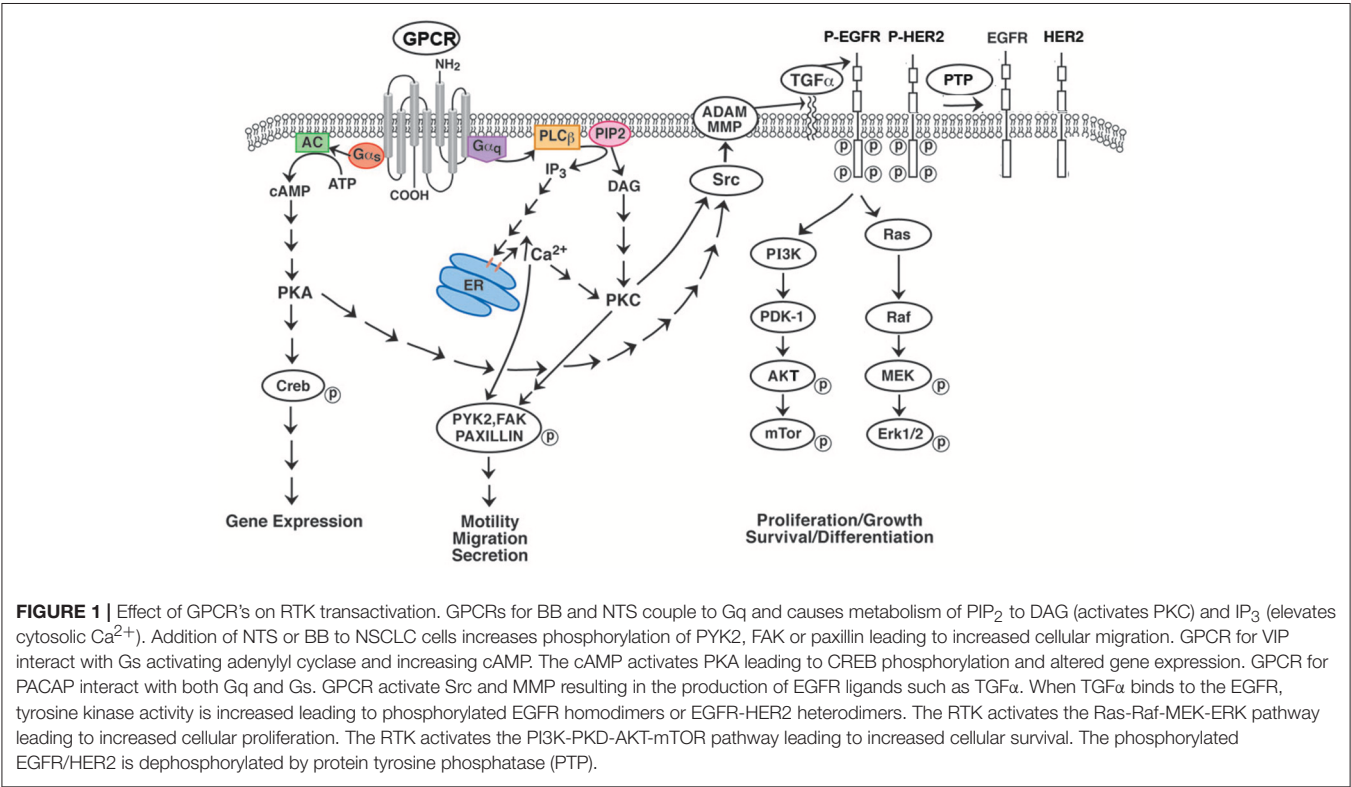 GPCR
NH2
P-EGFR P-HER2 EGFR HER2
TGFα
PTP
ADAM
MMP
AC
Gαs
Gαq
PLCβ
PIP2
P P P P
P P P P
cAMP
ATP
COOH
IP3
DAG
Src
Ca2+
ER
PKA
PKC
PI3K
Ras
PDK-1
Raf
AKT P
MEK P
mTor P
Erk1/2 P
Creb P
PYK2,FAK
PAXILLIN P
Gene Expression
Motility
Migration
Secretion
Proliferation/Growth
Survival/Differentiation
FIGURE 1 | Effect of GPCR's on RTK transactivation. GPCRs for BB and NTS couple to Gq and causes metabolism of PIP2 to DAG (activates PKC) and IP3 (elevates
cytosolic Ca2+). Addition of NTS or BB to NSCLC cells increases phosphorylation of PYK2, FAK or paxillin leading to increased cellular migration. GPCR for VIP
interact with Gs activating adenylyl cyclase and increasing cAMP. The cAMP activates PKA leading to CREB phosphorylation and altered gene expression. GPCR for
PACAP interact with both Gq and Gs. GPCR activate Src and MMP resulting in the production of EGFR ligands such as TGFα. When TGFα binds to the EGFR,
tyrosine kinase activity is increased leading to phosphorylated EGFR homodimers or EGFR-HER2 heterodimers. The RTK activates the Ras-Raf-MEK-ERK pathway
leading to increased cellular proliferation. The RTK activates the PI3K-PKD-AKT-mTOR pathway leading to increased cellular survival. The phosphorylated
EGFR/HER2 is dephosphorylated by protein tyrosine phosphatase (PTP).